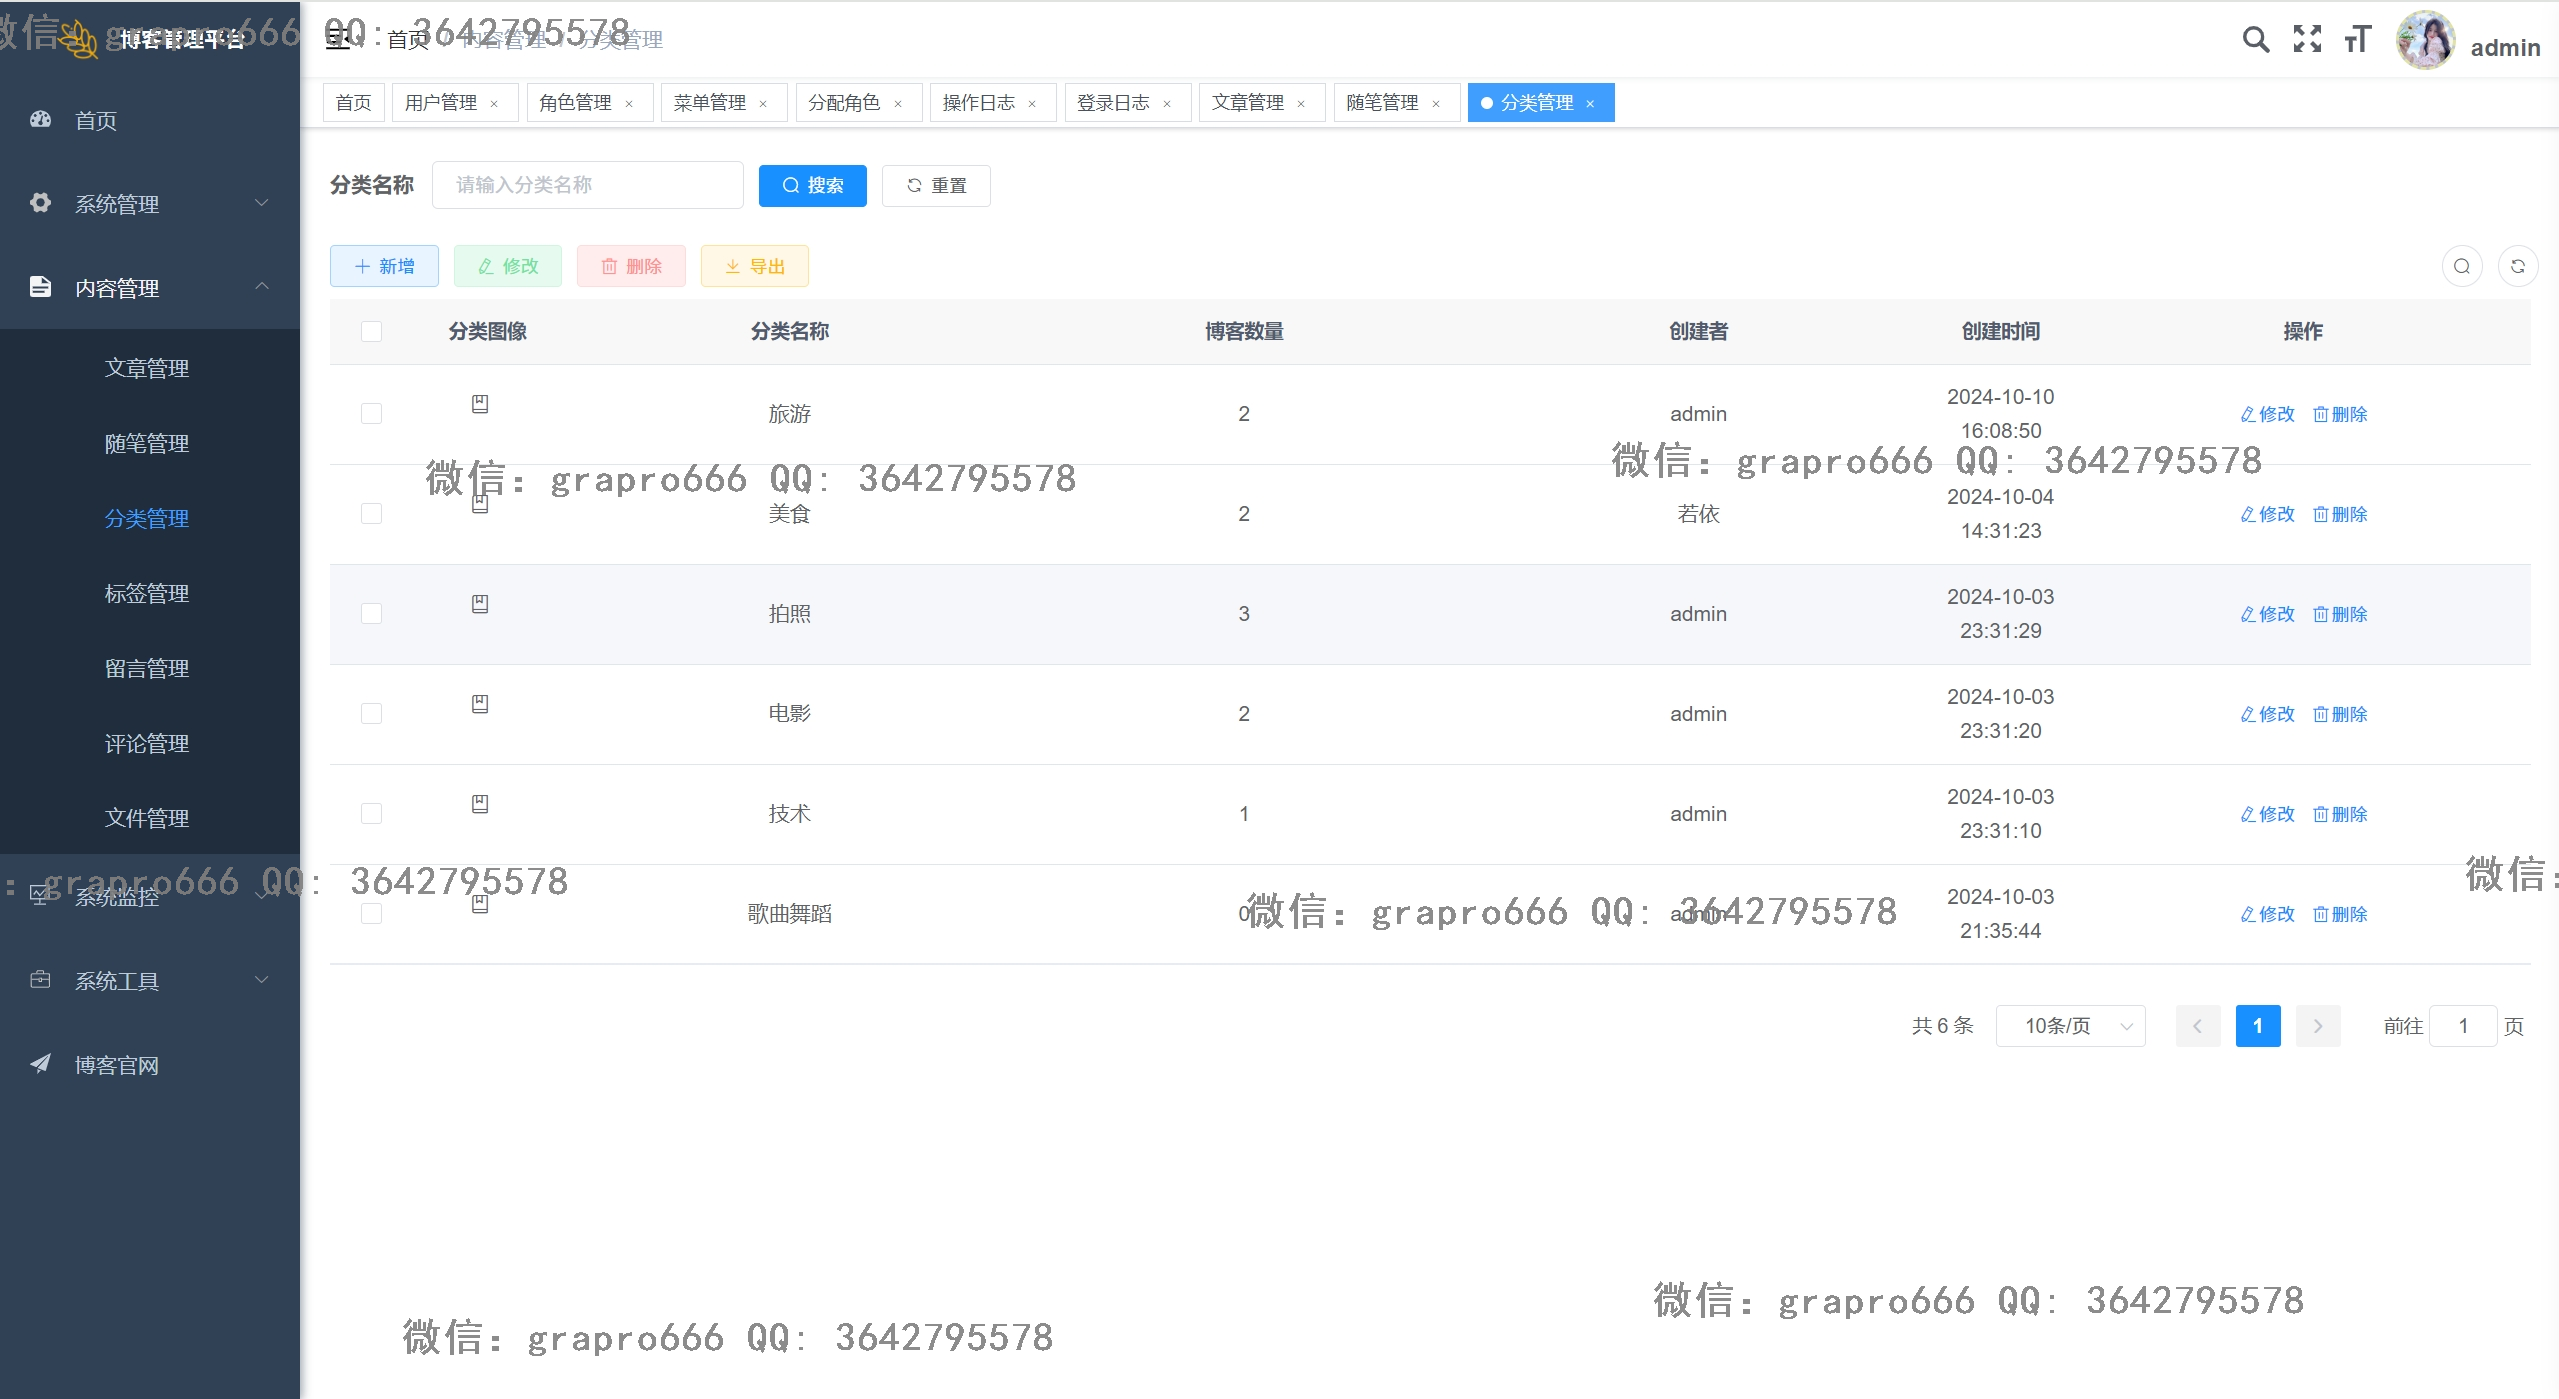 微信: grapro666 QQ: 3642795578
博客管理平台
首页 / 内容管理 / 分类管理
admin
首页 用户管理 × 角色管理 × 菜单管理 × 分配角色 × 操作日志 × 登录日志 × 文章管理 × 随笔管理 × 分类管理 ×
首页
系统管理
内容管理
文章管理
随笔管理
分类管理
标签管理
留言管理
评论管理
文件管理
系统监控
系统工具
博客官网
分类名称 请输入分类名称 搜索 重置
新增 修改 删除 导出
分类图像 分类名称 博客数量 创建者 创建时间 操作
旅游 2 admin 2024-10-10 16:08:50 修改 删除
微信: grapro666 QQ: 3642795578
微信: grapro666 QQ: 3642795578
美食 2 若依 2024-10-04 14:31:23 修改 删除
拍照 3 admin 2024-10-03 23:31:29 修改 删除
电影 2 admin 2024-10-03 23:31:20 修改 删除
技术 1 admin 2024-10-03 23:31:10 修改 删除
: grapro666 QQ: 3642795578
微信:
歌曲舞蹈 0 admin 2024-10-03 21:35:44 修改 删除
微信: grapro666 QQ: 3642795578
共 6 条 10条/页 1 前往 1 页
微信: grapro666 QQ: 3642795578
微信: grapro666 QQ: 3642795578